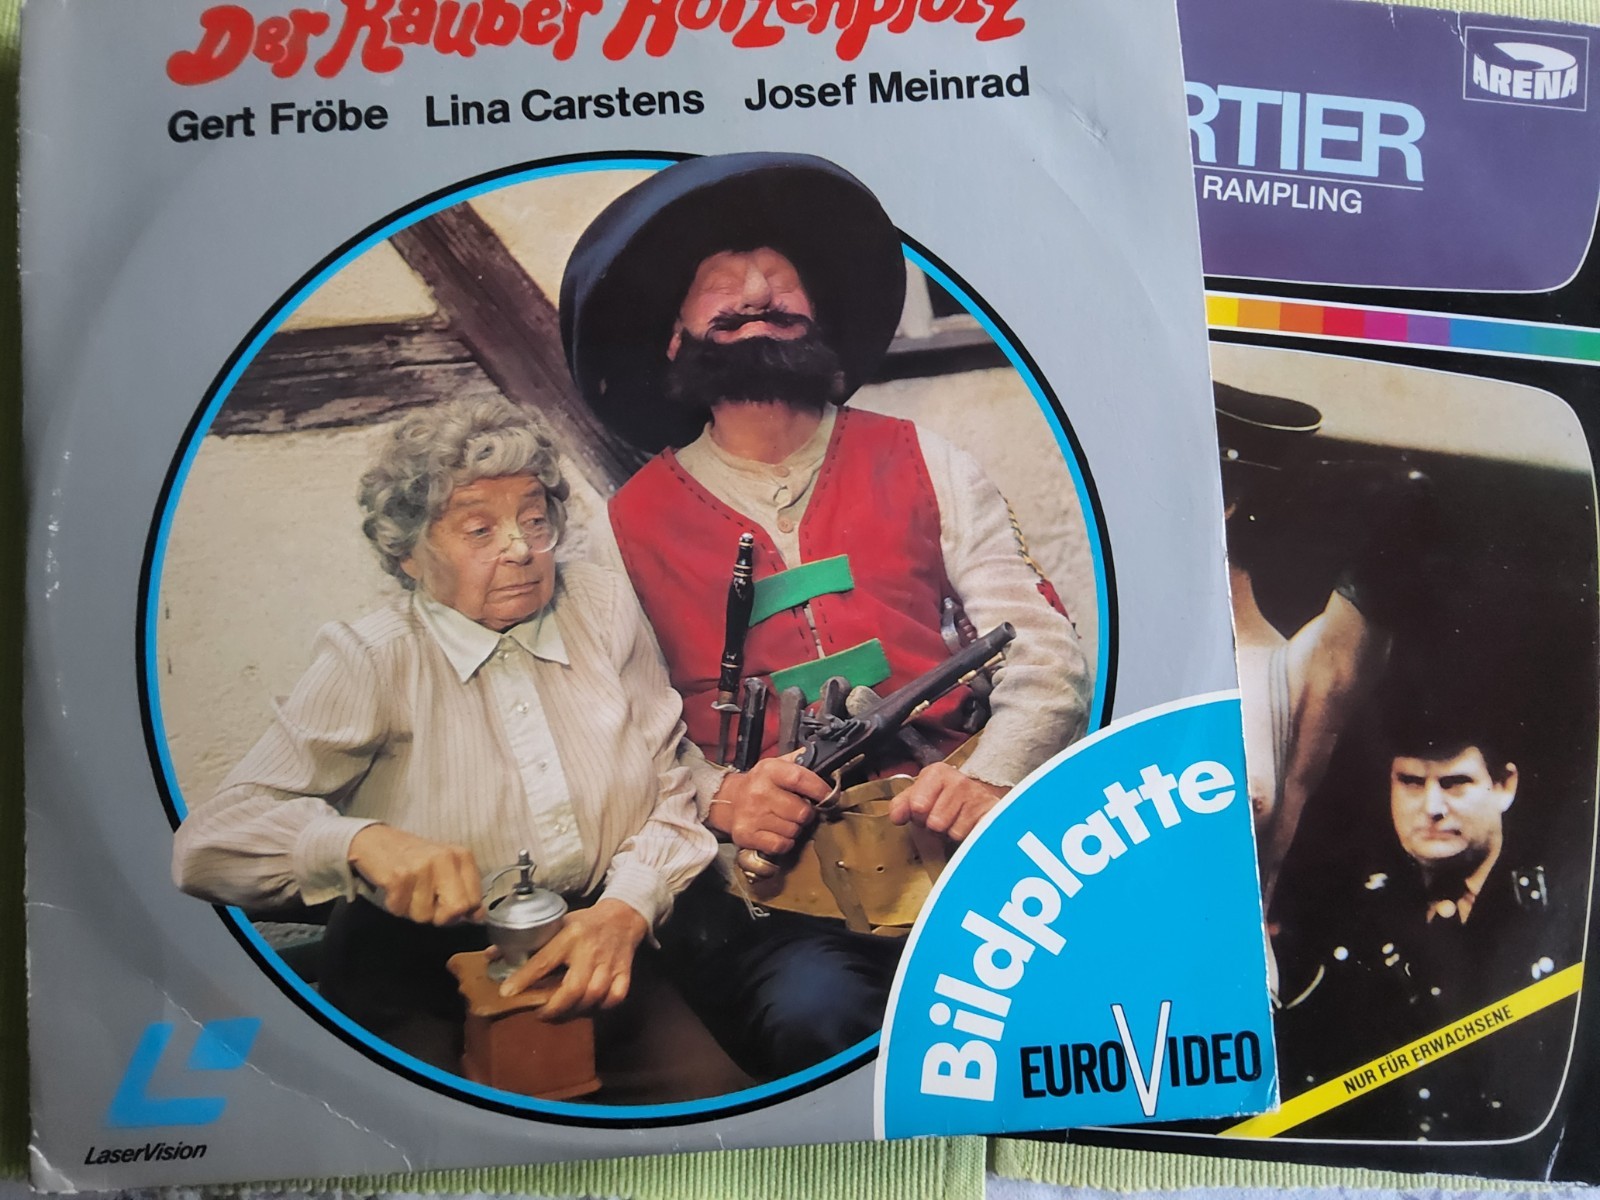 Der Räuber Hotzenplotz
Gert Fröbe Lina Carstens Josef Meinrad
Bildplatte
EUROVIDEO
LaserVision
ARENA
RTIER
RAMPLING
NUR FÜR ERWACHSENE